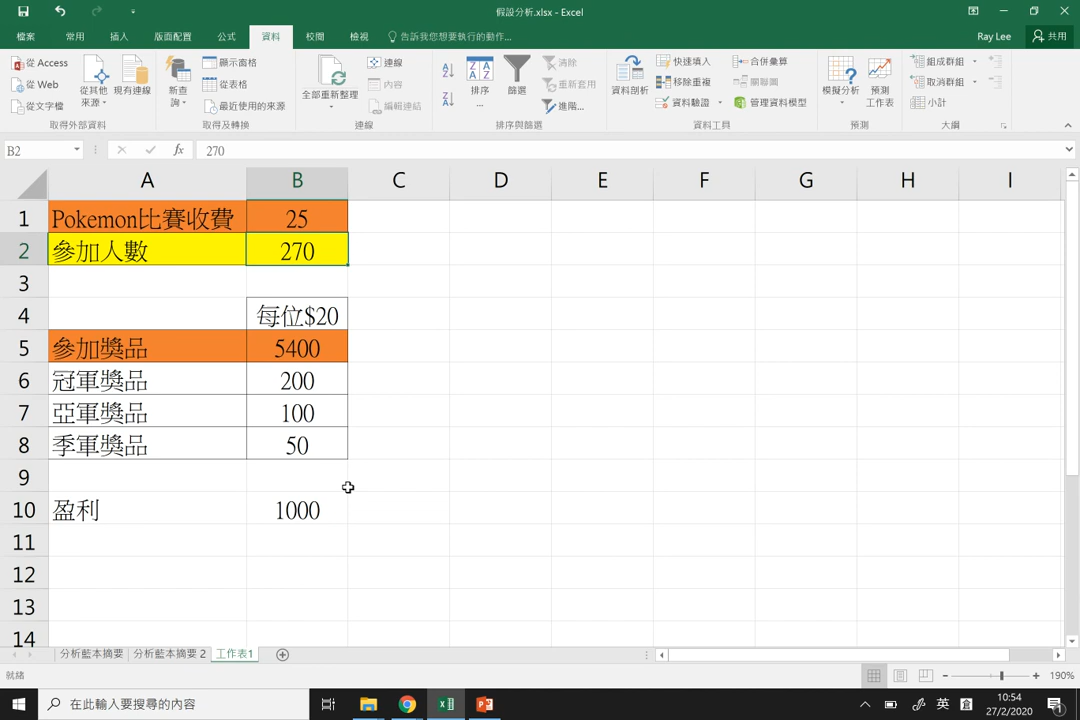 假設分析.xlsx - Excel
檔案 常用 插入 版面配置 公式 資料 校閱 檢視 告訴我您想要執行的動作... Ray Lee 共用
從 Access
從 Web
從文字檔
從其他來源
現有連線
取得外部資料
新查詢
顯示窗格
從表格
最近使用的來源
取得及轉換
全部重新整理
連線
內容
編輯連結
連線
排序...
篩選
清除
重新套用
進階...
排序與篩選
資料剖析
快速填入
移除重複
資料驗證
合併彙算
關聯圖
管理資料模型
資料工具
模擬分析
預測工作表
預測
組成群組
取消群組
小計
大綱
B2 fx 270
A B C D E F G H I
1 Pokemon比賽收費 25
2 參加人數 270
3
4 每位$20
5 參加獎品 5400
6 冠軍獎品 200
7 亞軍獎品 100
8 季軍獎品 50
9
10 盈利 1000
11
12
13
14
分析藍本摘要 分析藍本摘要 2 工作表1
就緒 190%
在此輸入要搜尋的內容
英 倉 10:54
27/2/2020
1